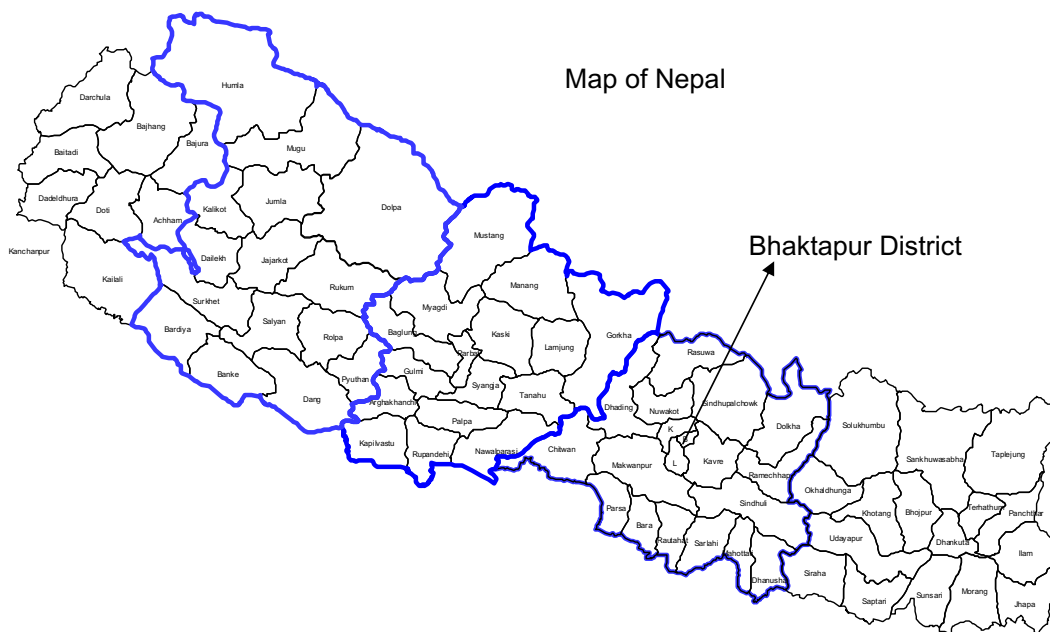 Map of Nepal
Bhaktapur District
Humla
Darchula
Bajhang
Bajura
Mugu
Baitadi
Dadeldhura
Doti
Achham
Kalikot
Jumla
Dolpa
Kanchanpur
Kailali
Dailekh
Jajarkot
Mustang
Surkhet
Rukum
Myagdi
Manang
Bardiya
Salyan
Rolpa
Baglung
Parbat
Kaski
Lamjung
Gorkha
Rasuwa
Banke
Pyuthan
Gulmi
Syanga
Dang
Arghakhanchi
Tanahu
Dhading
Nuwakot
Sindhupalchowk
Palpa
K
B
L
Dolkha
Solukhumbu
Kapilvastu
Rupandehi
Nawalparasi
Chitwan
Makwanpur
Kavre
Ramechhap
Sankhuwasabha
Taplejung
Okhaldhunga
Sindhuli
Parsa
Bara
Rautahat
Sarlahi
Mahottari
Dhanusha
Khotang
Bhojpur
Terhathum
Panchthar
Udayapur
Dhankuta
Ilam
Siraha
Saptari
Sunsari
Morang
Jhapa